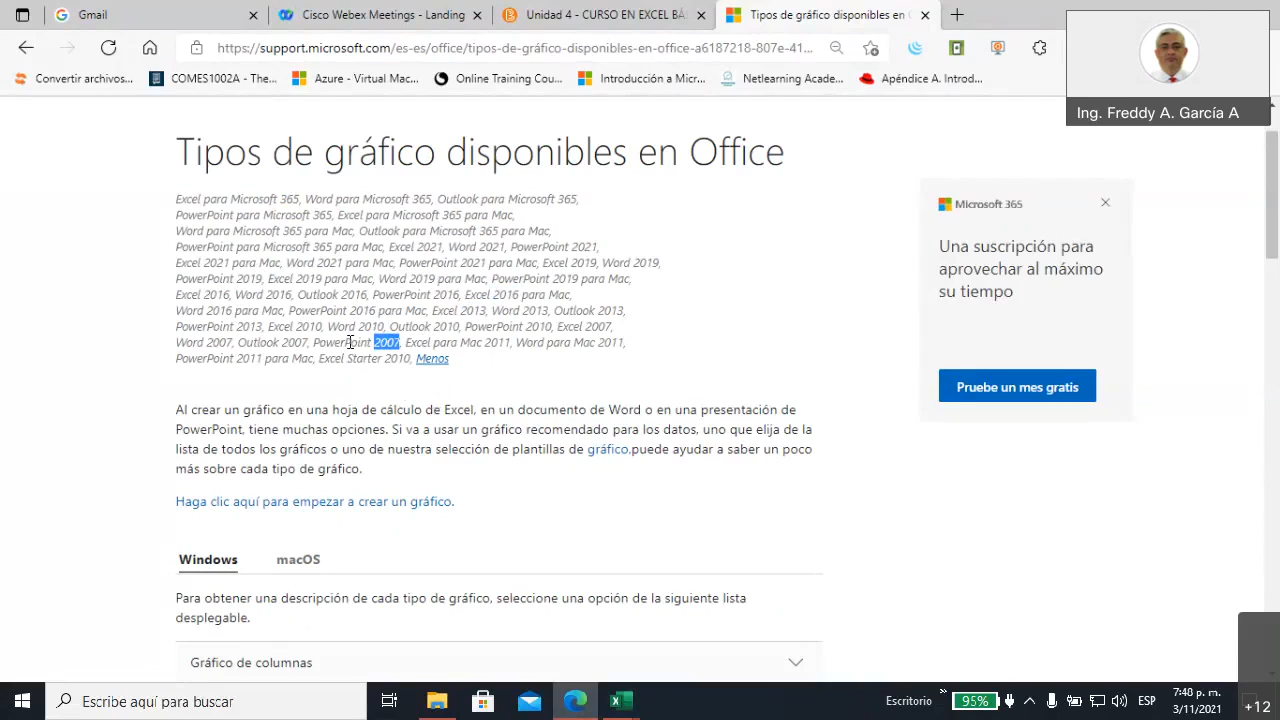 Gmail
Cisco Webex Meetings - Landing
Unidad 4 - CURSO EN EXCEL BÁ
Tipos de gráfico disponibles en
https://support.microsoft.com/es-es/office/tipos-de-gráfico-disponibles-en-office-a6187218-807e-41...
Convertir archivos...
COMES1002A - The...
Azure - Virtual Mac...
Online Training Cou...
Introducción a Micr...
Netlearning Acade...
Apéndice A. Introd...
Ing. Freddy A. García A
Tipos de gráfico disponibles en Office
Excel para Microsoft 365, Word para Microsoft 365, Outlook para Microsoft 365,
PowerPoint para Microsoft 365, Excel para Microsoft 365 para Mac,
Word para Microsoft 365 para Mac, Outlook para Microsoft 365 para Mac,
PowerPoint para Microsoft 365 para Mac, Excel 2021, Word 2021, PowerPoint 2021,
Excel 2021 para Mac, Word 2021 para Mac, PowerPoint 2021 para Mac, Excel 2019, Word 2019,
PowerPoint 2019, Excel 2019 para Mac, Word 2019 para Mac, PowerPoint 2019 para Mac,
Excel 2016, Word 2016, Outlook 2016, PowerPoint 2016, Excel 2016 para Mac,
Word 2016 para Mac, PowerPoint 2016 para Mac, Excel 2013, Word 2013, Outlook 2013,
PowerPoint 2013, Excel 2010, Word 2010, Outlook 2010, PowerPoint 2010, Excel 2007,
Word 2007, Outlook 2007, PowerPoint 2007, Excel para Mac 2011, Word para Mac 2011,
PowerPoint 2011 para Mac, Excel Starter 2010, Menos
Microsoft 365
Una suscripción para
aprovechar al máximo
su tiempo
Pruebe un mes gratis
Al crear un gráfico en una hoja de cálculo de Excel, en un documento de Word o en una presentación de
PowerPoint, tiene muchas opciones. Si va a usar un gráfico recomendado para los datos, uno que elija de la
lista de todos los gráficos o uno de nuestra selección de plantillas de gráfico,puede ayudar a saber un poco
más sobre cada tipo de gráfico.
Haga clic aquí para empezar a crear un gráfico.
Windows
macOS
Para obtener una descripción de cada tipo de gráfico, seleccione una opción de la siguiente lista
desplegable.
Gráfico de columnas
Escribe aquí para buscar
Escritorio
95%
ESP
7:40 p. m.
3/11/2021
+12